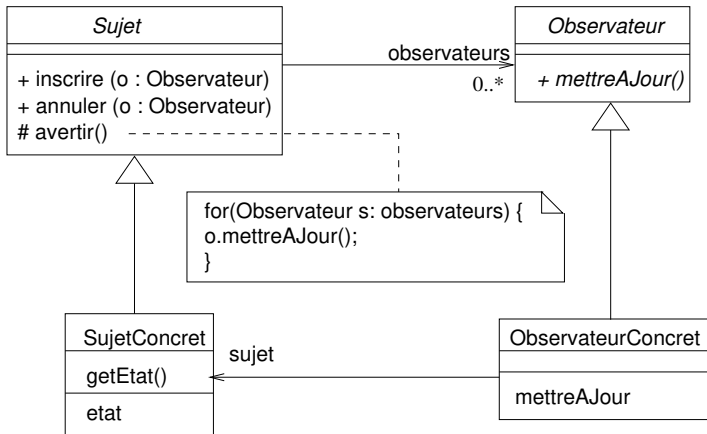 Sujet
+ inscrire (o : Observateur)
+ annuler (o : Observateur)
# avertir()
observateurs
0..*
Observateur
+ mettreAJour()
for(Observateur s: observateurs) {
o.mettreAJour();
}
SujetConcret
getEtat()
etat
sujet
ObservateurConcret
mettreAJour